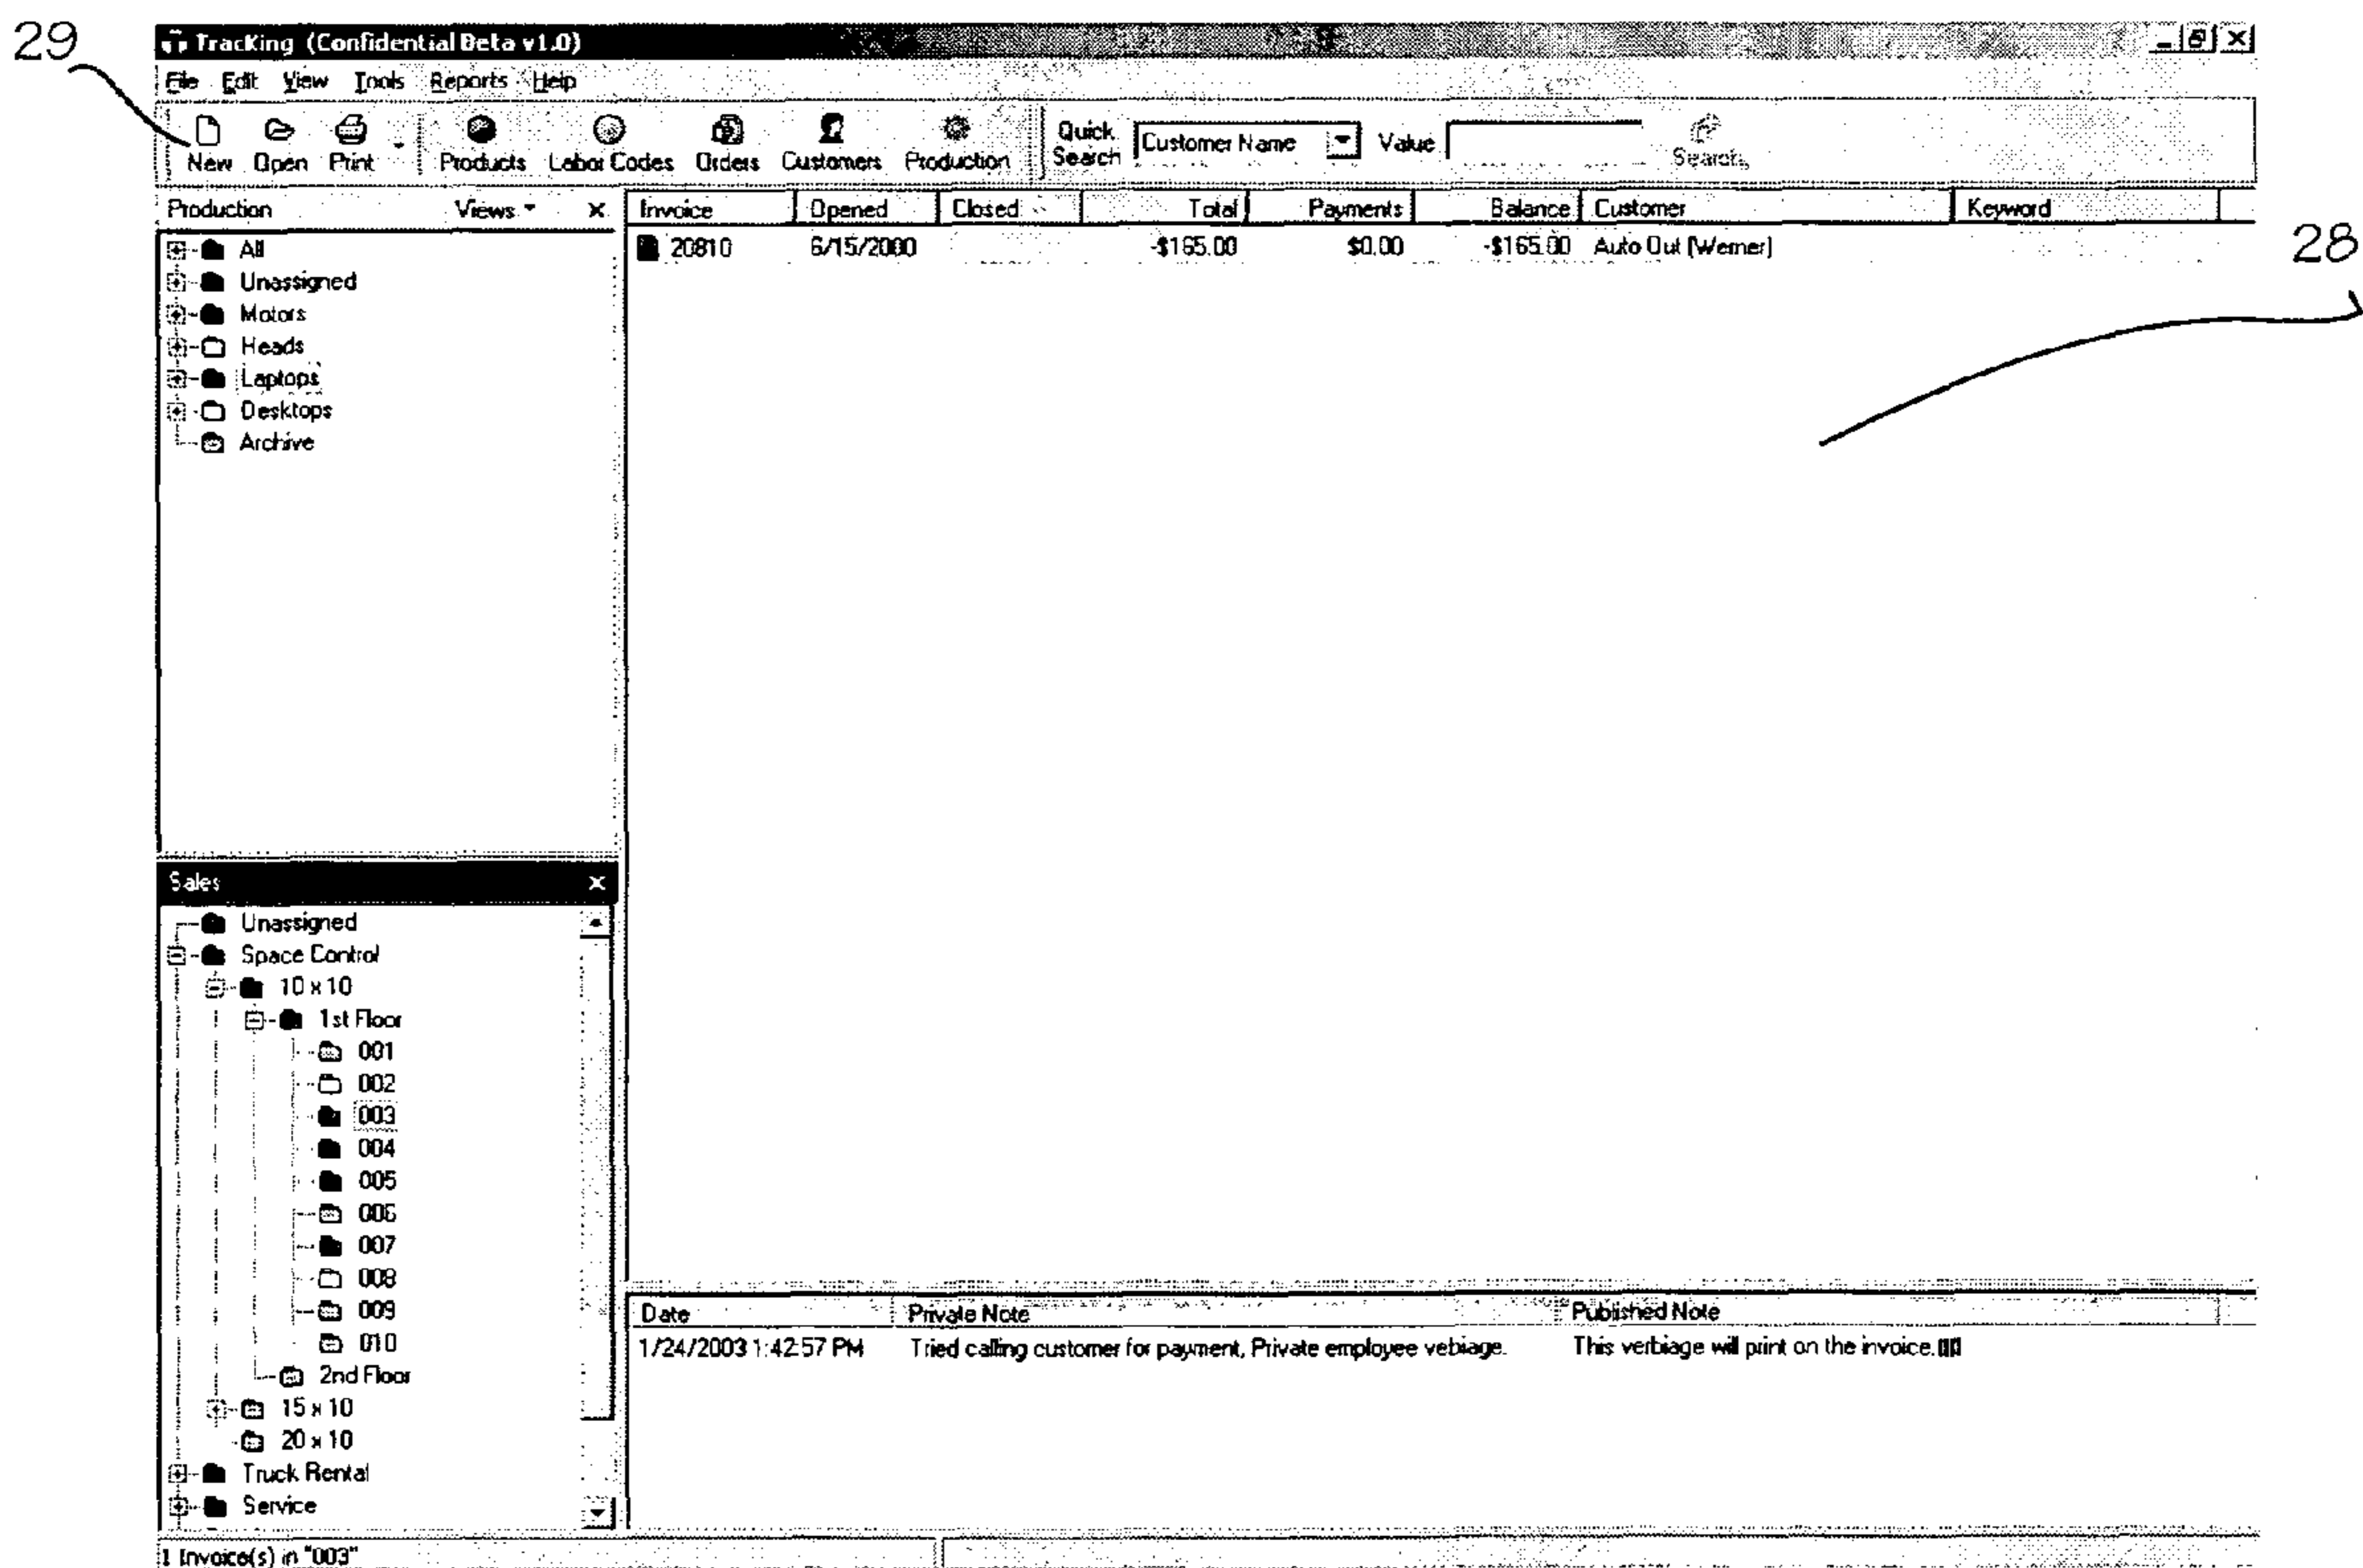 29
TracKing (Confidential Beta v1.0)
File Edit View Tools Reports Help
New Open Print Products Labor Codes Orders Customers Production Quick Search Customer Name Value Search
Production Views
All
Unassigned
Motors
Heads
Laptops
Desktops
Archive
Invoice Opened Closed Total Payments Balance Customer Keyword
20810 6/15/2000 -$165.00 $0.00 -$165.00 Auto Out (Werner)
28
Sales
Unassigned
Space Control
10 x 10
1st Floor
001
002
003
004
005
006
007
008
009
010
2nd Floor
15 x 10
20 x 10
Truck Rental
Service
Date Private Note Published Note
1/24/2003 1:42:57 PM Tried calling customer for payment, Private employee vebiage. This verbiage will print on the invoice.
1 Invoice(s) in "003"